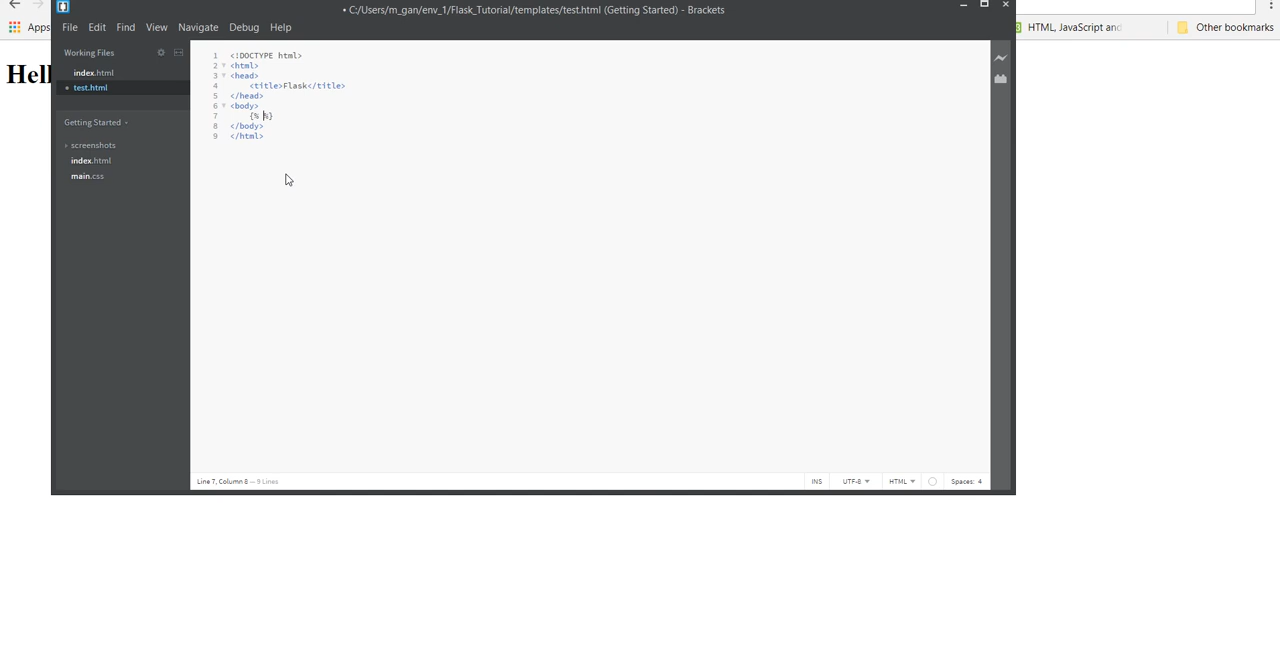 • C:/Users/m_gan/env_1/Flask_Tutorial/templates/test.html (Getting Started) - Brackets
File Edit Find View Navigate Debug Help
Apps
HTML, JavaScript and
Other bookmarks
Hell
Working Files
index.html
• test.html
Getting Started
screenshots
index.html
main.css
1 <!DOCTYPE html>
2 <html>
3 <head>
4 <title>Flask</title>
5 </head>
6 <body>
7 {% %}
8 </body>
9 </html>
Line 7, Column 8 — 9 Lines
INS UTF-8 HTML Spaces: 4